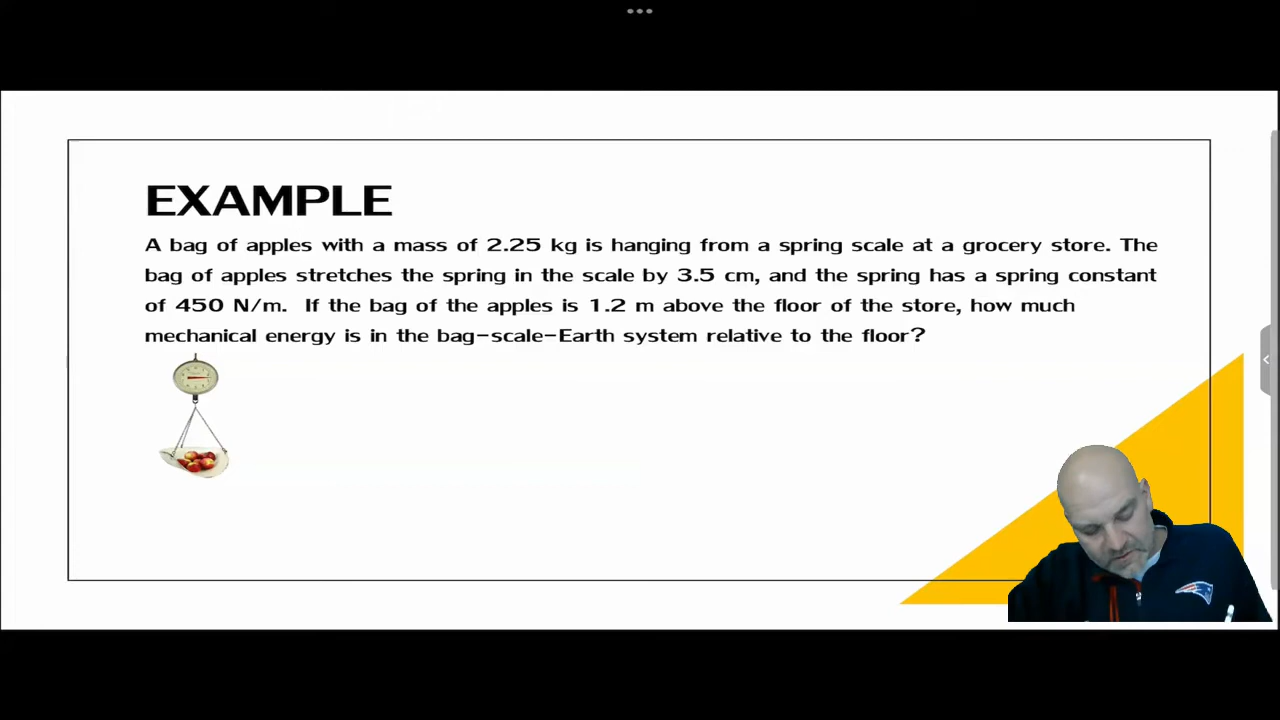 EXAMPLE
A bag of apples with a mass of 2.25 kg is hanging from a spring scale at a grocery store. The
bag of apples stretches the spring in the scale by 3.5 cm, and the spring has a spring constant
of 450 N/m.  If the bag of the apples is 1.2 m above the floor of the store, how much
mechanical energy is in the bag-scale-Earth system relative to the floor?